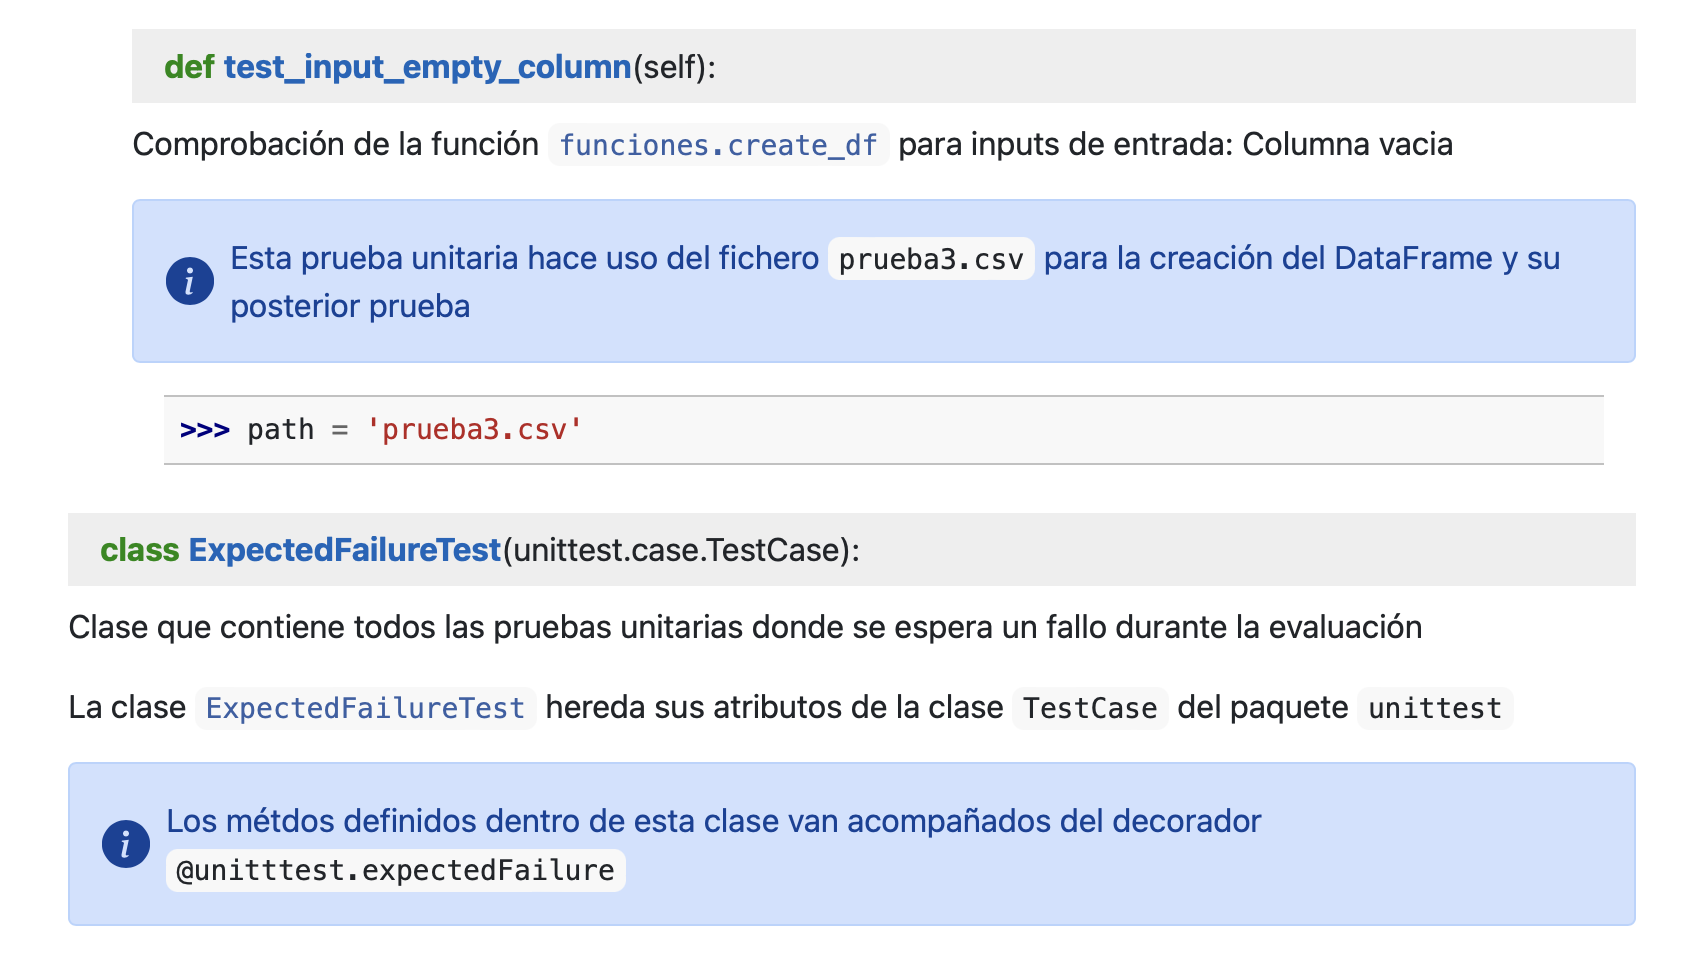 def test_input_empty_column(self):
Comprobación de la función funciones.create_df para inputs de entrada: Columna vacia
Esta prueba unitaria hace uso del fichero prueba3.csv para la creación del DataFrame y su
posterior prueba
>>> path = 'prueba3.csv'
class ExpectedFailureTest(unittest.case.TestCase):
Clase que contiene todos las pruebas unitarias donde se espera un fallo durante la evaluación
La clase ExpectedFailureTest hereda sus atributos de la clase TestCase del paquete unittest
Los métdos definidos dentro de esta clase van acompañados del decorador
@unitttest.expectedFailure